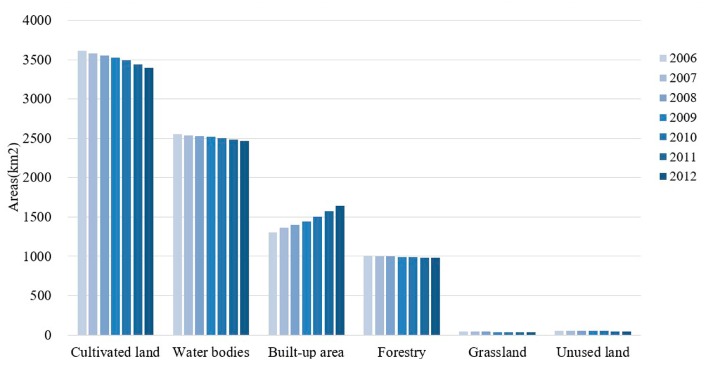 4000
3500
3000
2500
2000
1500
1000
500
0
Areas(km2)
Cultivated land
Water bodies
Built-up area
Forestry
Grassland
Unused land
2006
2007
2008
2009
2010
2011
2012